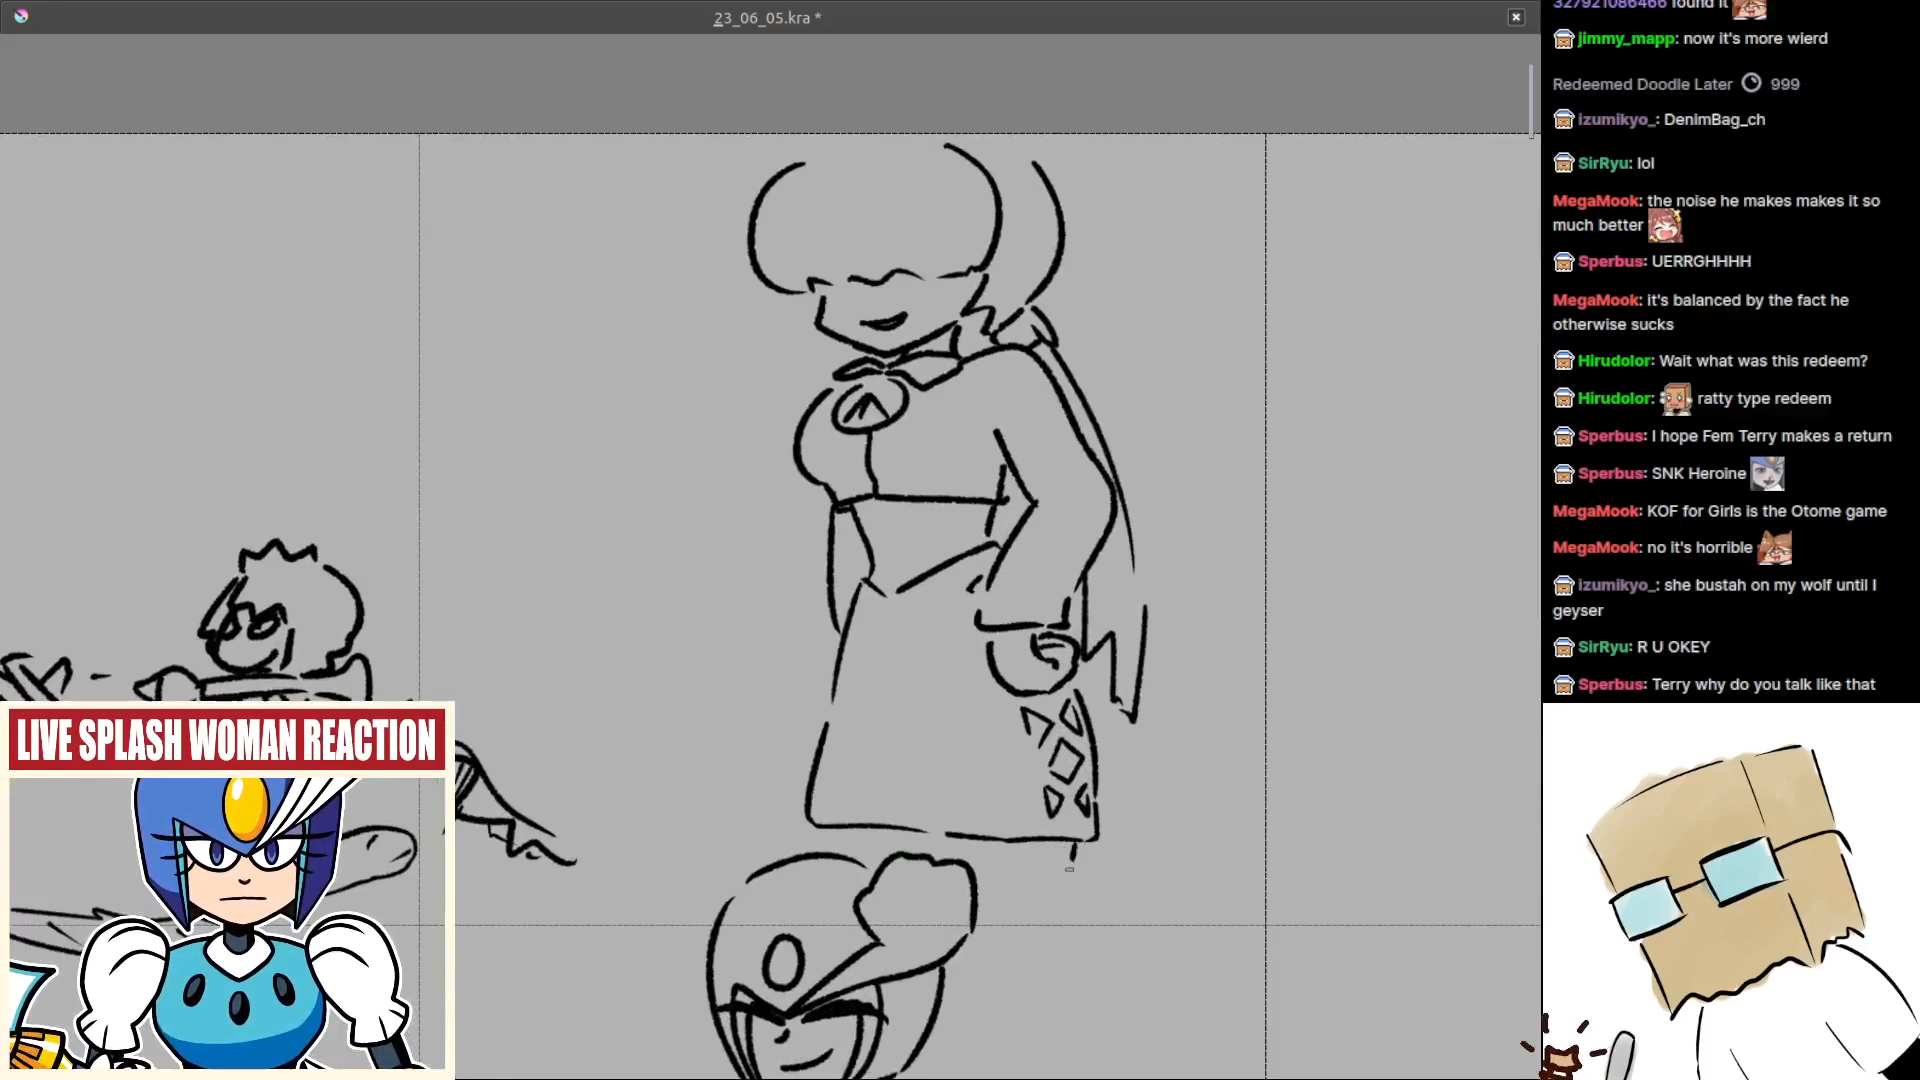 23_06_05.kra *
327921086466 found it
jimmy_mapp: now it's more wierd
Redeemed Doodle Later 999
izumikyo_: DenimBag_ch
SirRyu: lol
MegaMook: the noise he makes makes it so
much better
Sperbus: UERRGHHHH
MegaMook: it's balanced by the fact he
otherwise sucks
Hirudolor: Wait what was this redeem?
Hirudolor: ratty type redeem
Sperbus: I hope Fem Terry makes a return
Sperbus: SNK Heroine
MegaMook: KOF for Girls is the Otome game
MegaMook: no it's horrible
izumikyo_: she bustah on my wolf until I
geyser
SirRyu: R U OKEY
Sperbus: Terry why do you talk like that
LIVE SPLASH WOMAN REACTION